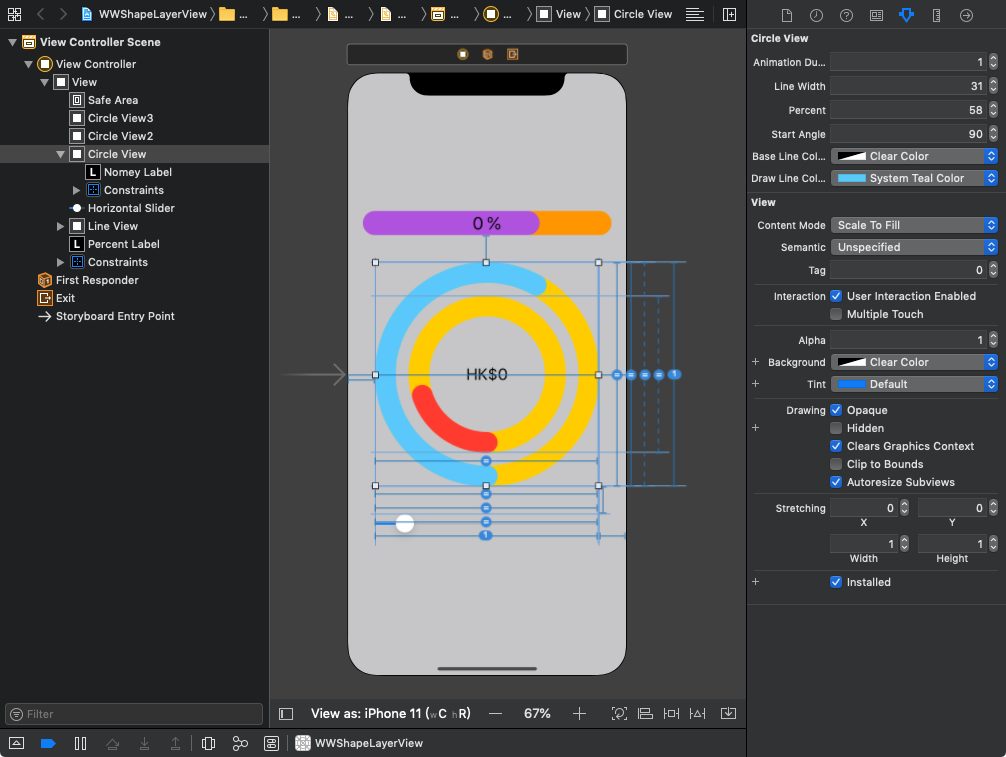 WWShapeLayerView ... ... ... ... ... ... View Circle View
View Controller Scene
View Controller
View
Safe Area
Circle View3
Circle View2
Circle View
L Nomey Label
Constraints
Horizontal Slider
Line View
L Percent Label
Constraints
First Responder
Exit
Storyboard Entry Point
Filter
0 %
HK$0
1
1
View as: iPhone 11 (wC hR) 67%
WWShapeLayerView
Circle View
Animation Du... 1
Line Width 31
Percent 58
Start Angle 90
Base Line Col... Clear Color
Draw Line Col... System Teal Color
View
Content Mode Scale To Fill
Semantic Unspecified
Tag 0
Interaction User Interaction Enabled
Multiple Touch
Alpha 1
+ Background Clear Color
+ Tint Default
Drawing Opaque
+ Hidden
Clears Graphics Context
Clip to Bounds
Autoresize Subviews
Stretching 0 0
X Y
1 1
Width Height
+ Installed